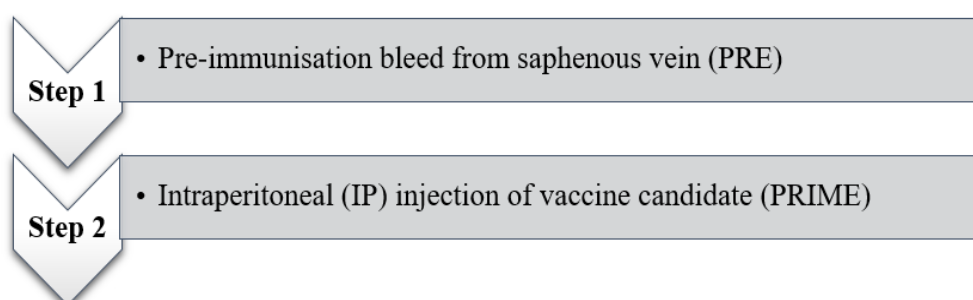 Step 1
• Pre-immunisation bleed from saphenous vein (PRE)
Step 2
• Intraperitoneal (IP) injection of vaccine candidate (PRIME)